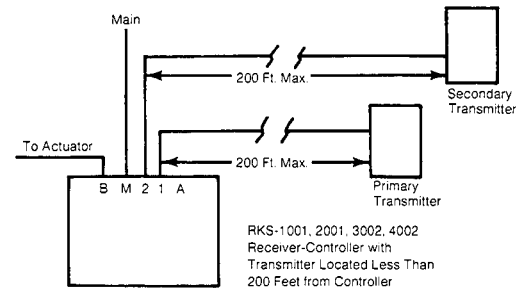 Main
200 Ft. Max.
Secondary
Transmitter
200 Ft. Max.
To Actuator
B M 2 1 A
Primary
Transmitter
RKS-1001, 2001, 3002, 4002
Receiver-Controller with
Transmitter Located Less Than
200 Feet from Controller